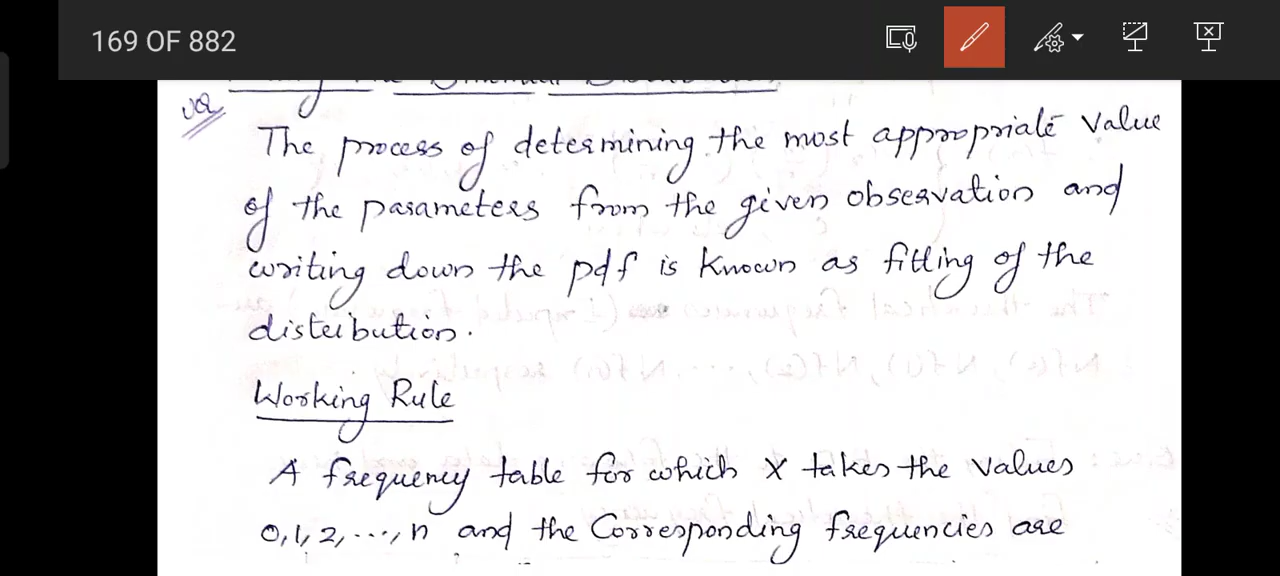 169 OF 882
The process of determining the most appropriate value
of the parameters from the given observation and
writing down the pdf is known as fitting of the
distribution.
Working Rule
A frequency table for which X takes the values
0, 1, 2, ..., n and the corresponding frequencies are